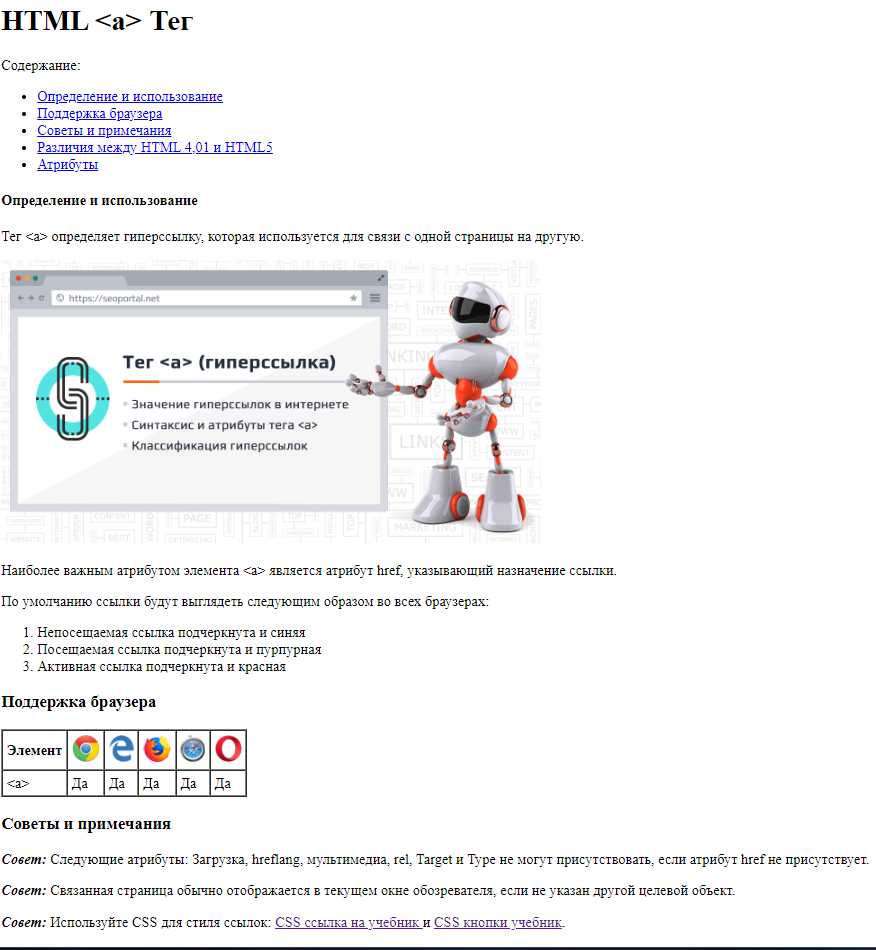 HTML <a> Тег
Содержание:
Определение и использование
Поддержка браузера
Советы и примечания
Различия между HTML 4,01 и HTML5
Атрибуты
Определение и использование
Тег <a> определяет гиперссылку, которая используется для связи с одной страницы на другую.
https://seoportal.net
Тег <a> (гиперссылка)
Значение гиперссылок в интернете
Синтаксис и атрибуты тега <a>
Классификация гиперссылок
LINKING
LINK
CONTENT
PAGE
BEST
MARKETING
Наиболее важным атрибутом элемента <a> является атрибут href, указывающий назначение ссылки.
По умолчанию ссылки будут выглядеть следующим образом во всех браузерах:
1. Непосещаемая ссылка подчеркнута и синяя
2. Посещаемая ссылка подчеркнута и пурпурная
3. Активная ссылка подчеркнута и красная
Поддержка браузера
Элемент
<a> Да Да Да Да Да
Советы и примечания
Совет: Следующие атрибуты: Загрузка, hreflang, мультимедиа, rel, Target и Type не могут присутствовать, если атрибут href не присутствует.
Совет: Связанная страница обычно отображается в текущем окне обозревателя, если не указан другой целевой объект.
Совет: Используйте CSS для стиля ссылок: CSS ссылка на учебник и CSS кнопки учебник.